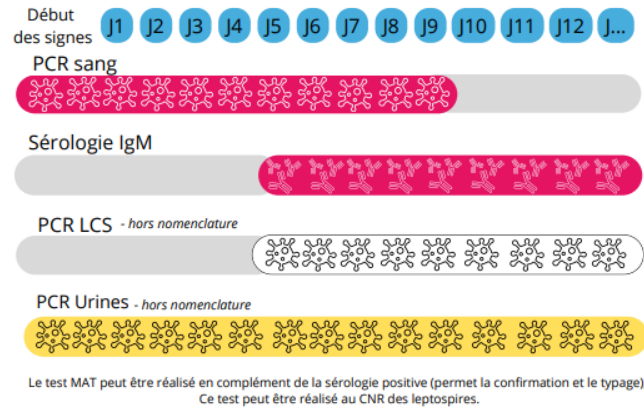 Début
des signes J1 J2 J3 J4 J5 J6 J7 J8 J9 J10 J11 J12 J...
PCR sang
Sérologie IgM
PCR LCS - hors nomenclature
PCR Urines - hors nomenclature
Le test MAT peut être réalisé en complément de la sérologie positive (permet la confirmation et le typage)
Ce test peut être réalisé au CNR des leptospires.